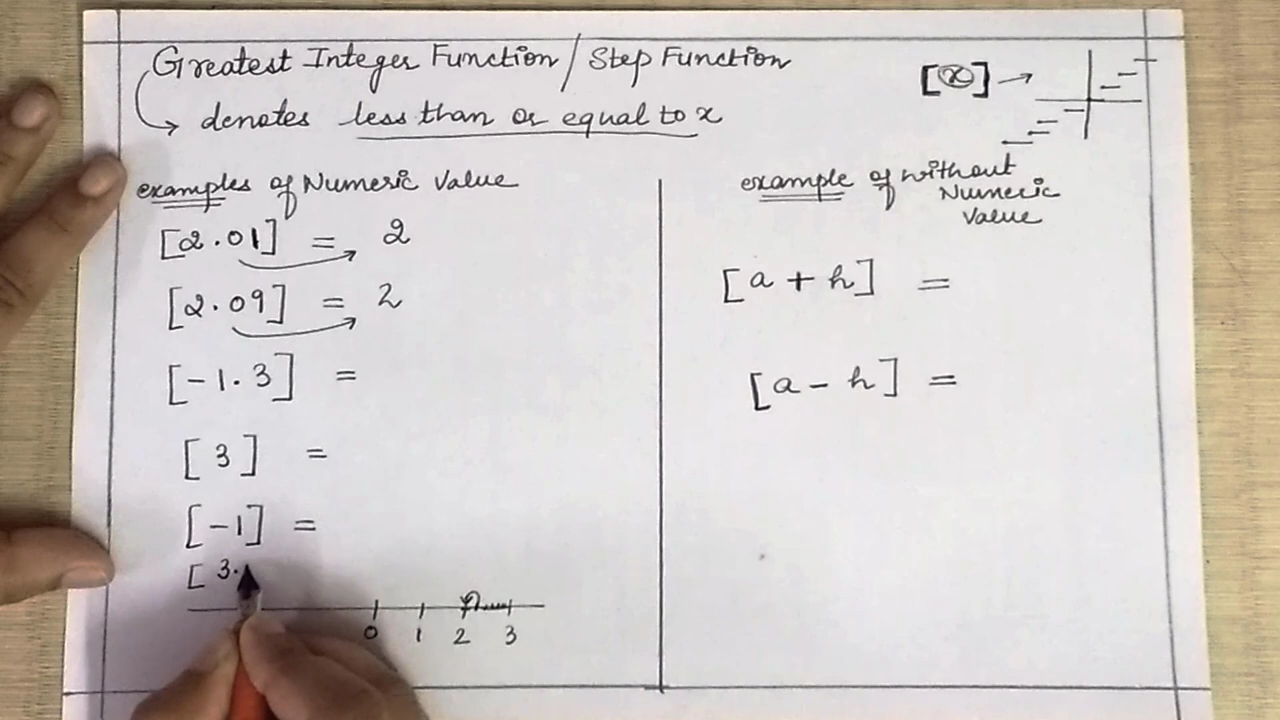 Greatest Integer Function / Step Function
[x] →
→ denotes less than or equal to x
examples of Numeric Value
[2.01] = 2
[2.09] = 2
[-1.3] =
[3] =
[-1] =
[3.
0 1 2 3
example of without
Numeric
Value
[a + h] =
[a - h] =